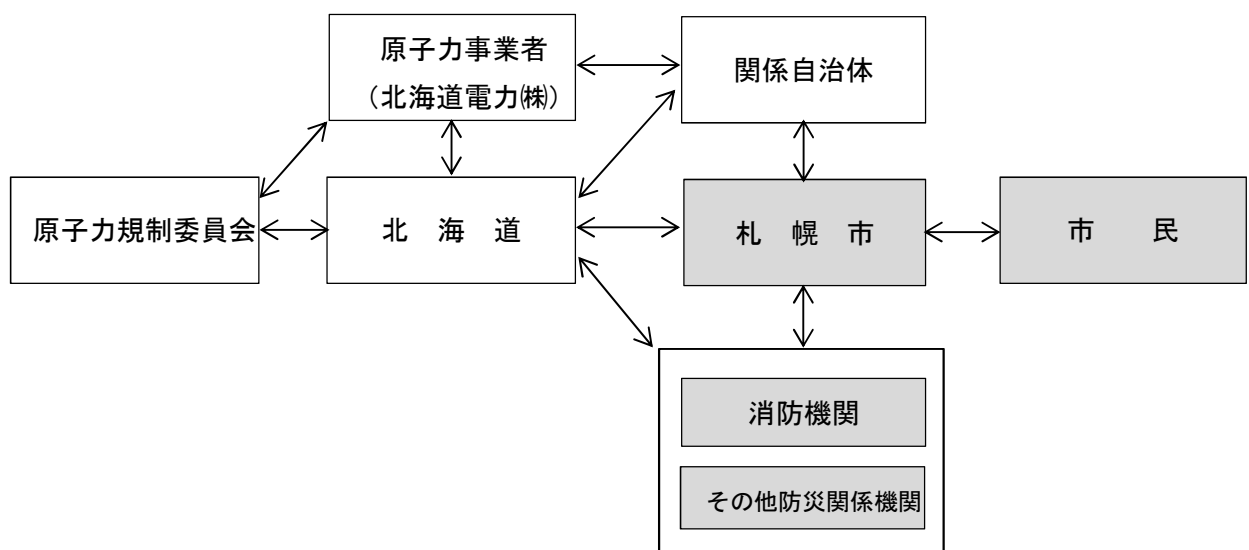 原子力事業者
（北海道電力㈱）
関係自治体
原子力規制委員会
北　海　道
札　幌　市
市　　民
消防機関
その他防災関係機関